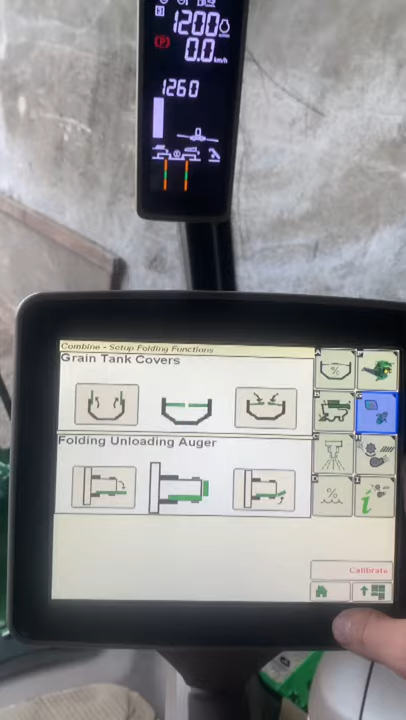 1200
(P)
0.0
km/h
1260
Combine - Setup Folding Functions
Grain Tank Covers
Folding Unloading Auger
A
%
%
i
Calibrate